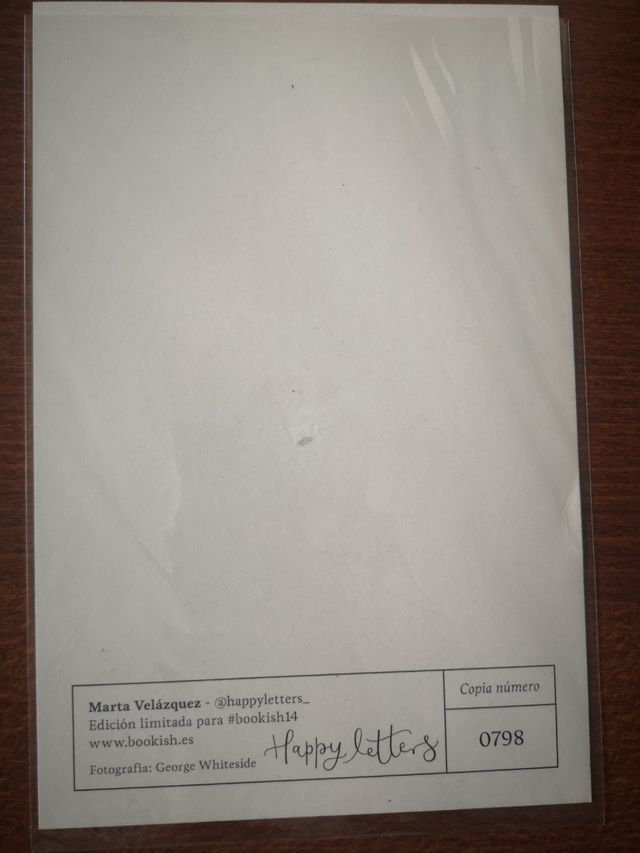 Marta Velázquez - @happyletters_
Edición limitada para #bookish14
www.bookish.es
Fotografía: George Whiteside
Happy letters
Copia número
0798